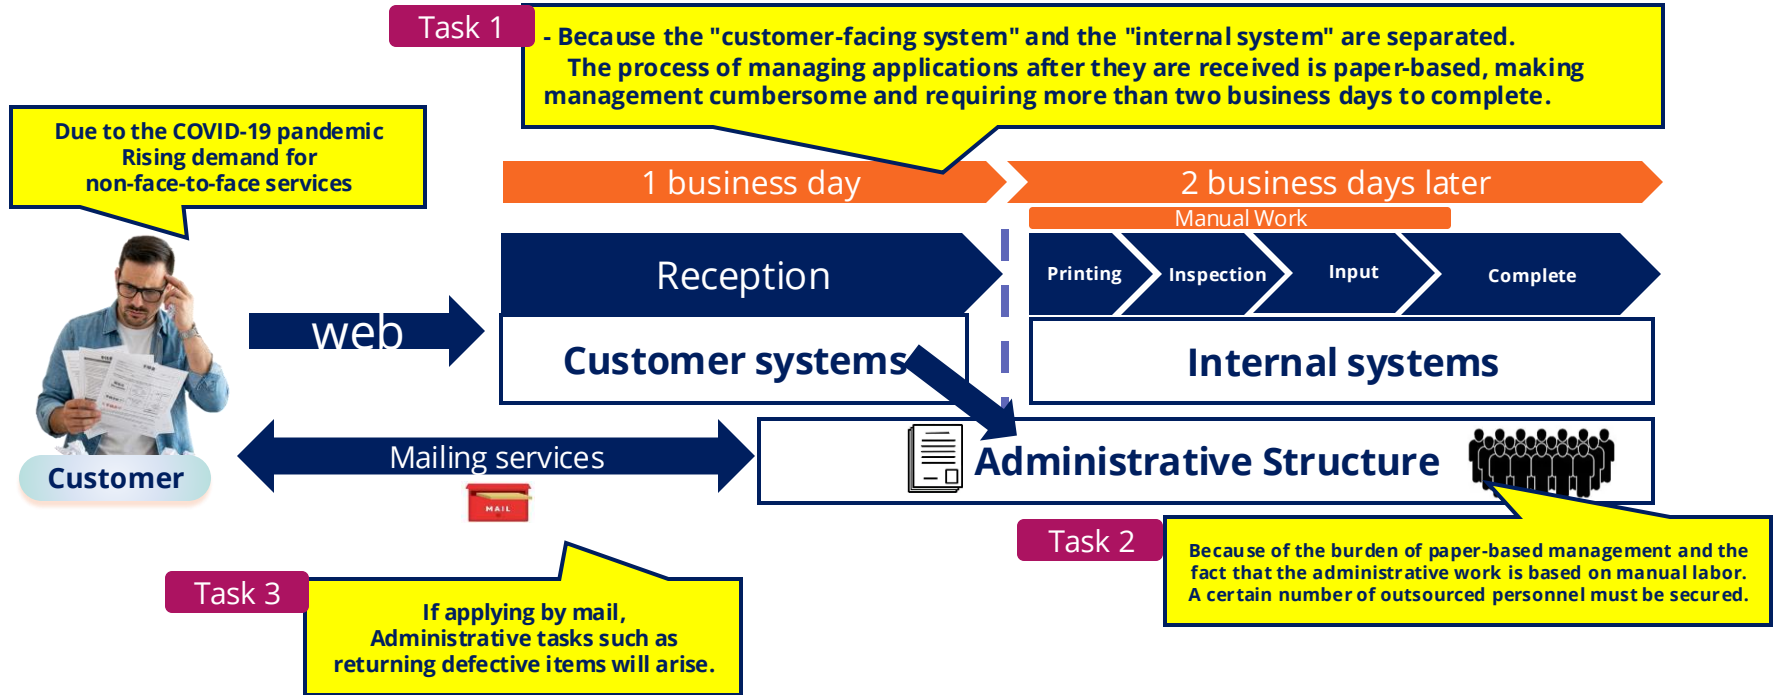 Task 1
- Because the "customer-facing system" and the "internal system" are separated.
The process of managing applications after they are received is paper-based, making
management cumbersome and requiring more than two business days to complete.
Due to the COVID-19 pandemic
Rising demand for
non-face-to-face services
1 business day
2 business days later
Manual Work
Reception
Printing
Inspection
Input
Complete
web
Customer systems
Internal systems
Mailing services
MAIL
Administrative Structure
Customer
Task 2
Because of the burden of paper-based management and the
fact that the administrative work is based on manual labor.
A certain number of outsourced personnel must be secured.
Task 3
If applying by mail,
Administrative tasks such as
returning defective items will arise.